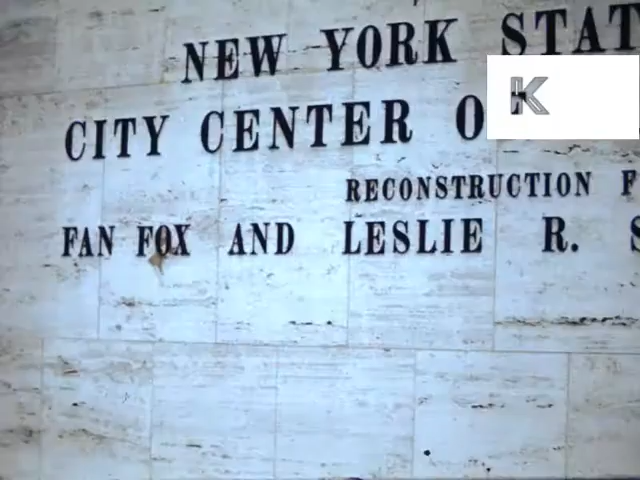 NEW YORK STAT
CITY CENTER O
K
RECONSTRUCTION F
FAN FOX AND LESLIE R. S